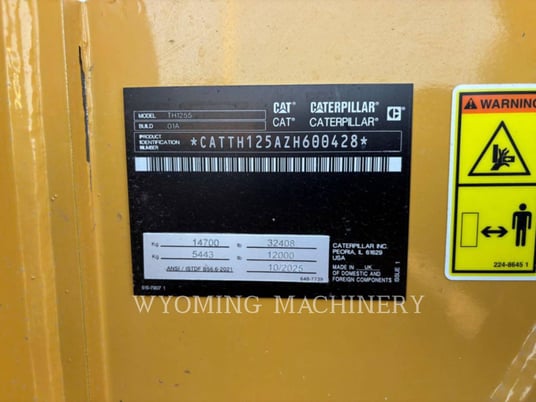 MODEL TH1255
BUILD 01A
CAT CATERPILLAR C
CAT® CATERPILLAR®
PRODUCT IDENTIFICATION NUMBER *CATTH125AZH600428*
Kg 14700 lb 32408
Kg 5443 lb 12000
ANSI / ITSDF B56.6-2021 10/2025
CATERPILLAR INC.
PEORIA, IL 61629
USA
MADE IN UK
OF DOMESTIC AND
FOREIGN COMPONENTS
ISSUE 1
224-8645 1
WYOMING MACHINERY